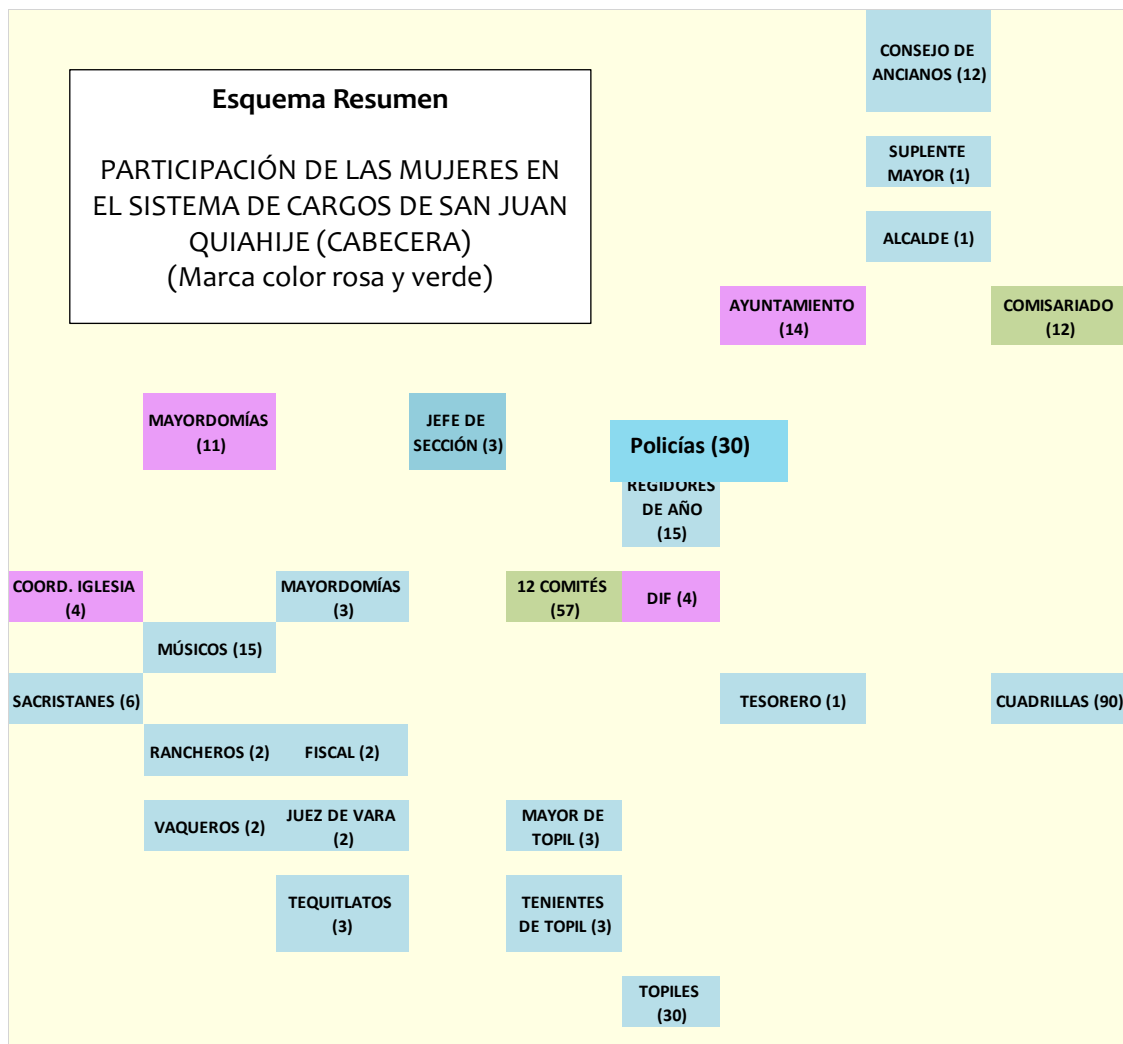 CONSEJO DE
ANCIANOS (12)
Esquema Resumen
PARTICIPACIÓN DE LAS MUJERES EN
EL SISTEMA DE CARGOS DE SAN JUAN
QUIAHIJE (CABECERA)
(Marca color rosa y verde)
SUPLENTE
MAYOR (1)
ALCALDE (1)
AYUNTAMIENTO
(14)
COMISARIADO
(12)
MAYORDOMÍAS
(11)
JEFE DE
SECCIÓN (3)
Policías (30)
REGIDORES
DE AÑO
(15)
COORD. IGLESIA
(4)
MAYORDOMÍAS
(3)
12 COMITÉS
(57)
DIF (4)
MÚSICOS (15)
SACRISTANES (6)
TESORERO (1)
CUADRILLAS (90)
RANCHEROS (2)
FISCAL (2)
VAQUEROS (2)
JUEZ DE VARA
(2)
MAYOR DE
TOPIL (3)
TEQUITLATOS
(3)
TENIENTES
DE TOPIL (3)
TOPILES
(30)